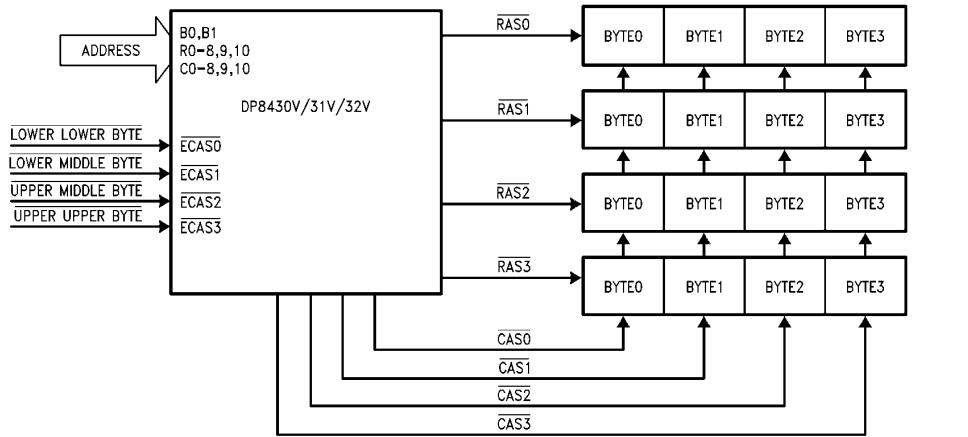 B0,B1
ADDRESS
R0-8,9,10
C0-8,9,10
DP8430V/31V/32V
LOWER LOWER BYTE
ECAS0
LOWER MIDDLE BYTE
ECAS1
UPPER MIDDLE BYTE
ECAS2
UPPER UPPER BYTE
ECAS3
RAS0
BYTE0 BYTE1 BYTE2 BYTE3
RAS1
BYTE0 BYTE1 BYTE2 BYTE3
RAS2
BYTE0 BYTE1 BYTE2 BYTE3
RAS3
BYTE0 BYTE1 BYTE2 BYTE3
CAS0
CAS1
CAS2
CAS3